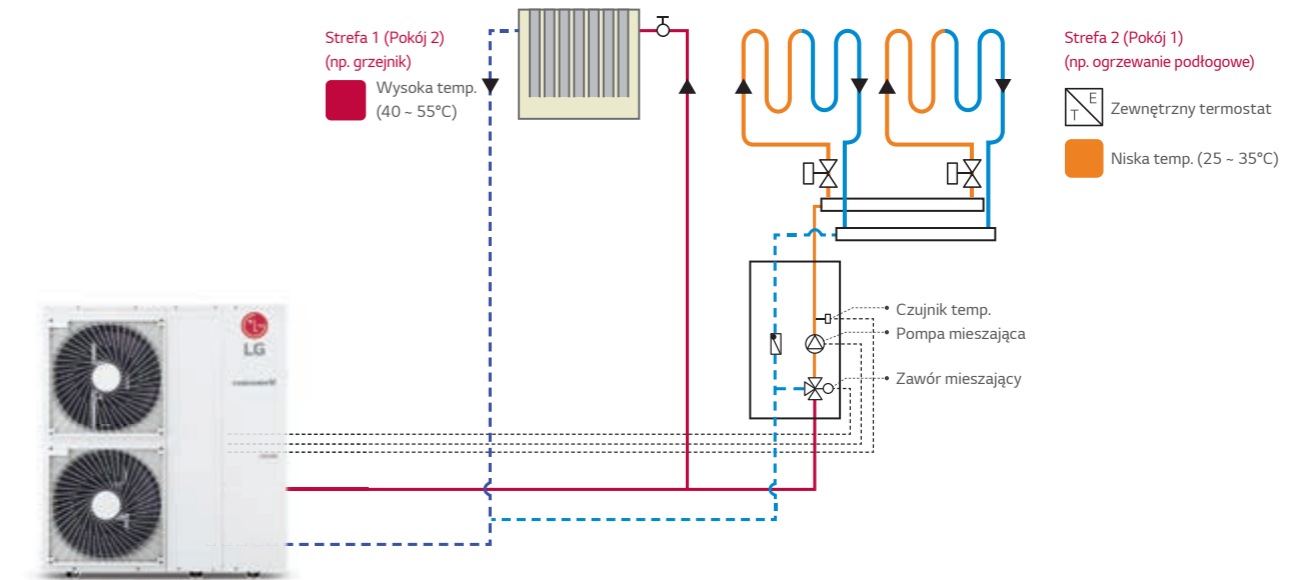 Strefa 1 (Pokój 2)
(np. grzejnik)
Wysoka temp.
(40 ~ 55°C)
Strefa 2 (Pokój 1)
(np. ogrzewanie podłogowe)
E
T
Zewnętrzny termostat
Niska temp. (25 ~ 35°C)
Czujnik temp.
Pompa mieszająca
Zawór mieszający
LG